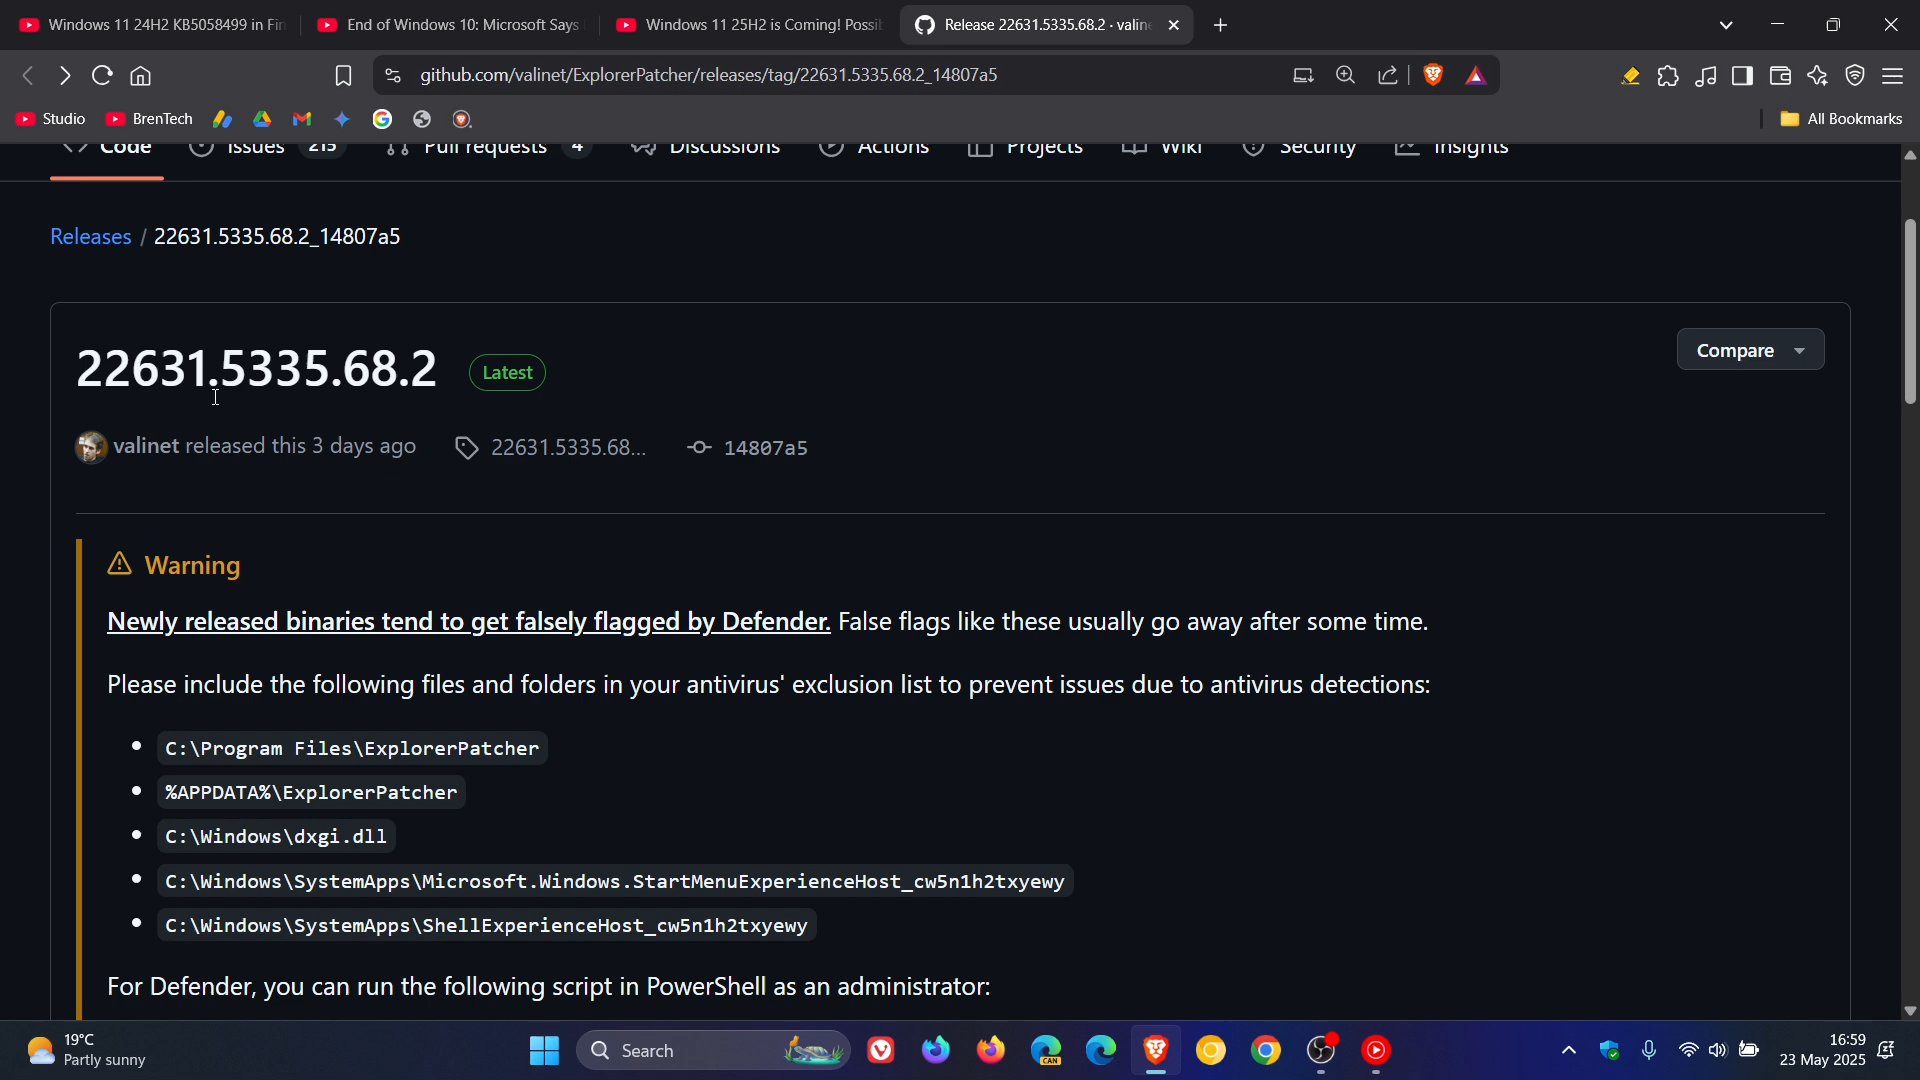 Windows 11 24H2 KB5058499 in Fin
End of Windows 10: Microsoft Says
Windows 11 25H2 is Coming! Possil
Release 22631.5335.68.2 · valin
github.com/valinet/ExplorerPatcher/releases/tag/22631.5335.68.2_14807a5
Studio
BrenTech
All Bookmarks
Code
Issues 215
Pull requests 4
Discussions
Actions
Projects
Wiki
Security
Insights
Releases / 22631.5335.68.2_14807a5
22631.5335.68.2
Latest
Compare
valinet released this 3 days ago
22631.5335.68...
14807a5
Warning
Newly released binaries tend to get falsely flagged by Defender. False flags like these usually go away after some time.
Please include the following files and folders in your antivirus' exclusion list to prevent issues due to antivirus detections:
• C:\Program Files\ExplorerPatcher
• %APPDATA%\ExplorerPatcher
• C:\Windows\dxgi.dll
• C:\Windows\SystemApps\Microsoft.Windows.StartMenuExperienceHost_cw5n1h2txyewy
• C:\Windows\SystemApps\ShellExperienceHost_cw5n1h2txyewy
For Defender, you can run the following script in PowerShell as an administrator:
19°C
Partly sunny
Search
CAN
16:59
23 May 2025